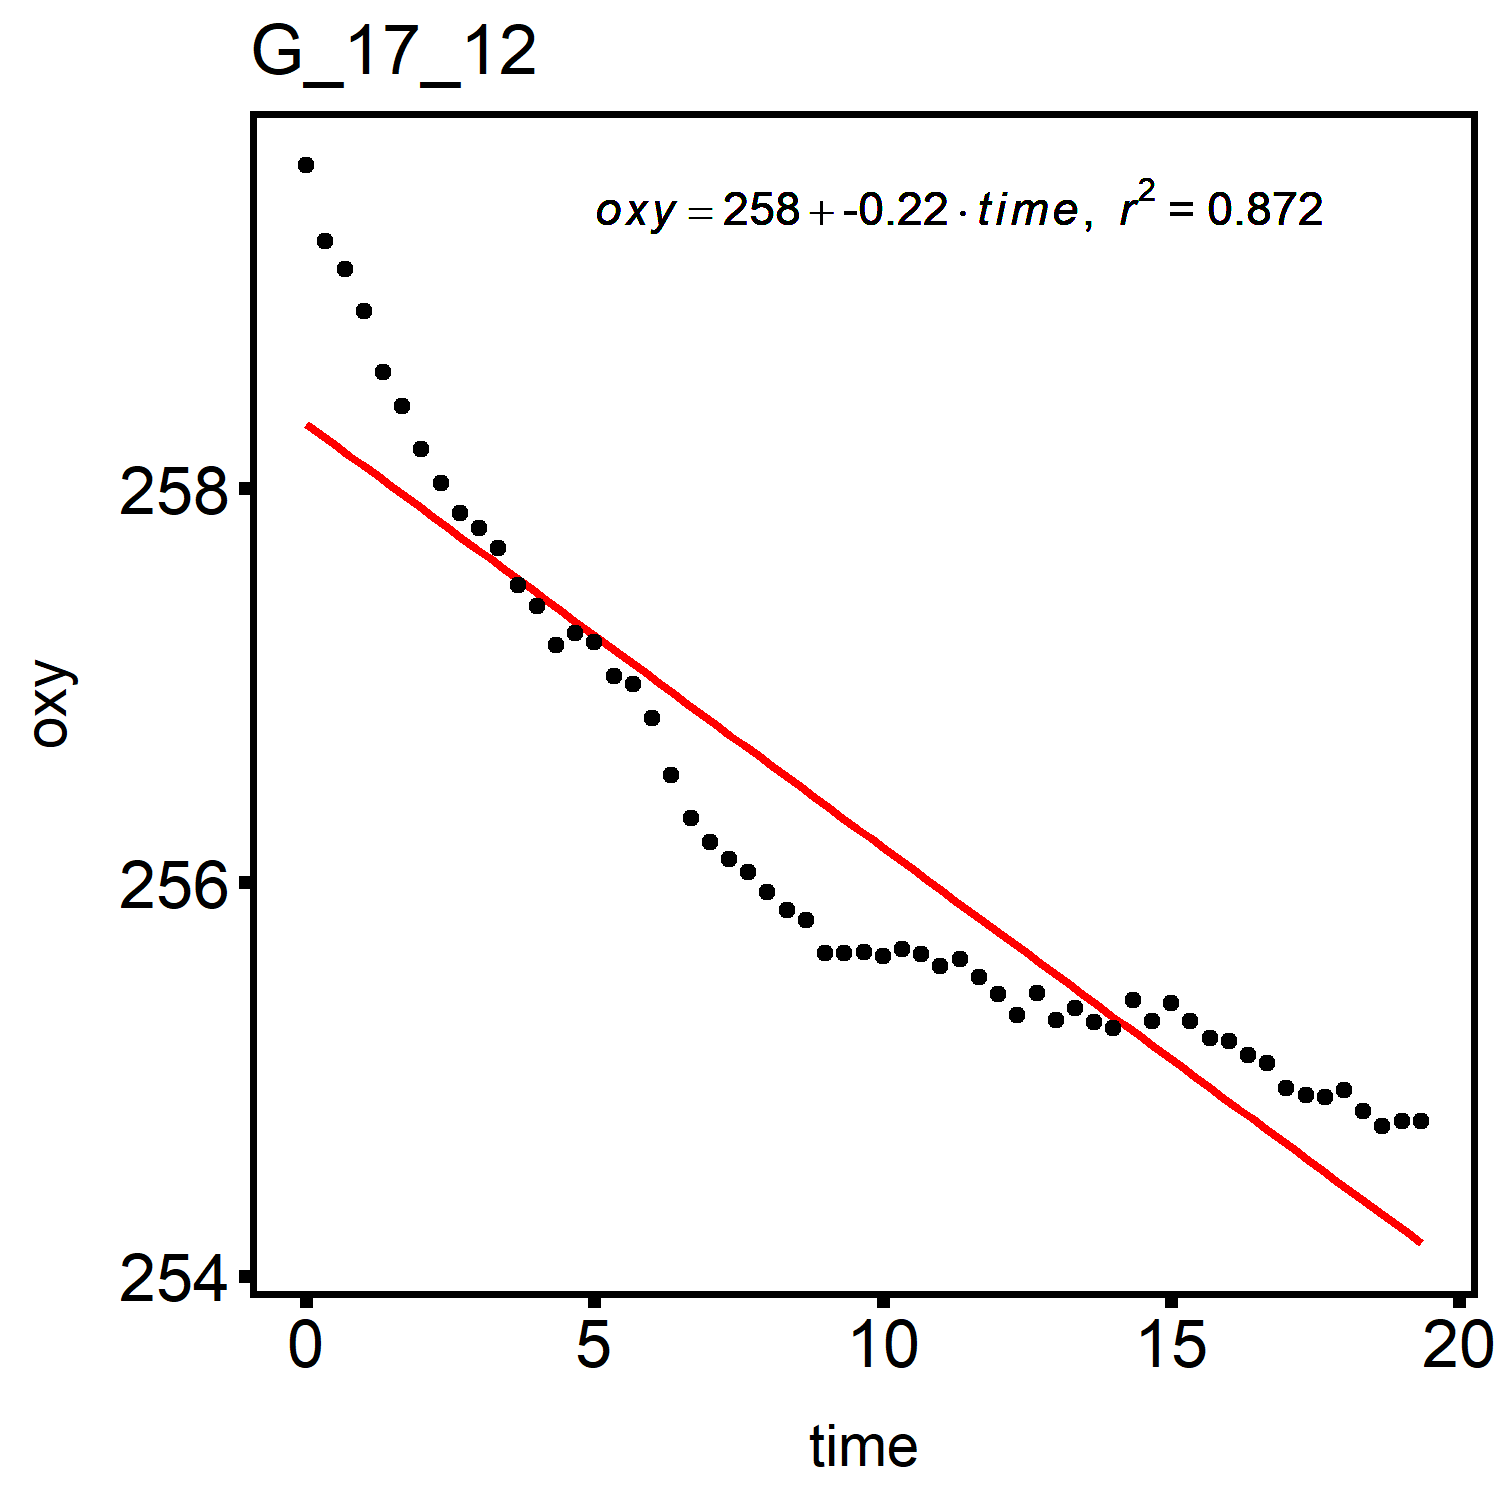 G_17_12
oxy = 258 + -0.22 · time, r² = 0.872
258
256
254
oxy
0 5 10 15 20
time